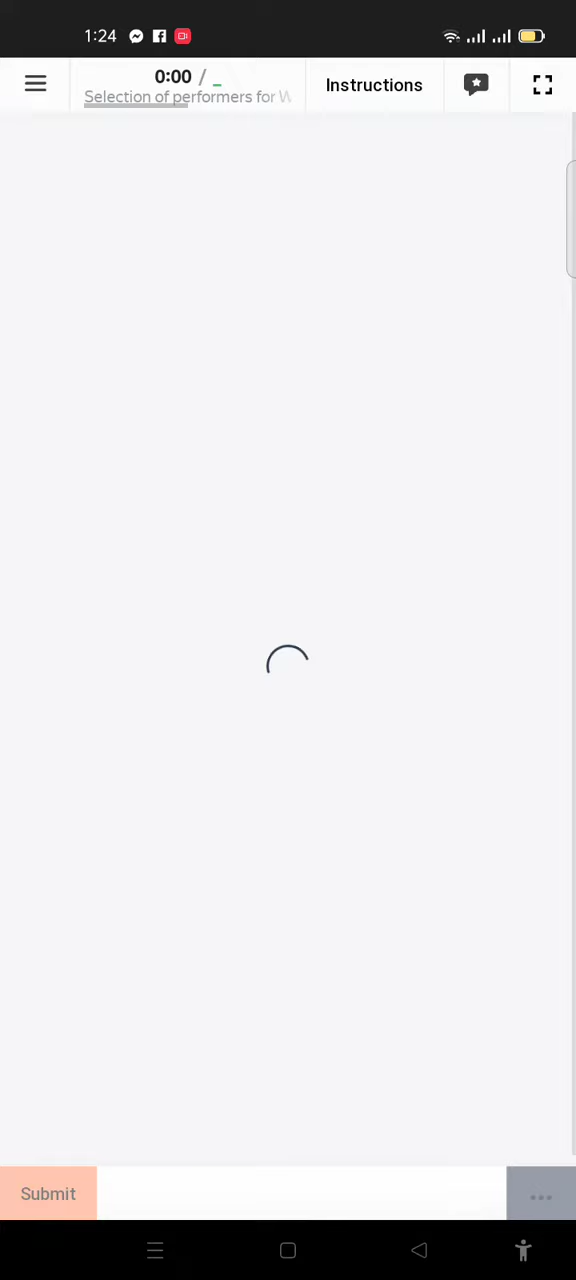 1:24
0:00 / _
Selection of performers for W
Instructions
Submit